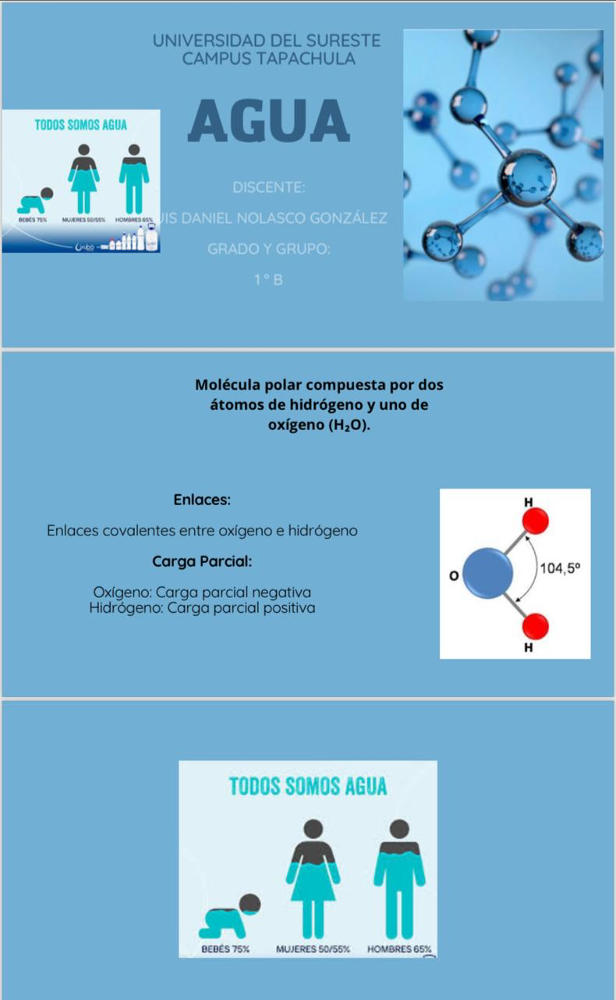 UNIVERSIDAD DEL SURESTE
CAMPUS TAPACHULA
AGUA
TODOS SOMOS AGUA
BEBÉS 75%
MUJERES 50/55%
HOMBRES 65%
DISCENTE:
DANIEL NOLASCO GONZÁLEZ
GRADO Y GRUPO:
1° B
Molécula polar compuesta por dos
átomos de hidrógeno y uno de
oxígeno (H₂O).
Enlaces:
Enlaces covalentes entre oxígeno e hidrógeno
Carga Parcial:
Oxígeno: Carga parcial negativa
Hidrógeno: Carga parcial positiva
H
O
104,5º
H
TODOS SOMOS AGUA
BEBÉS 75%
MUJERES 50/55%
HOMBRES 65%